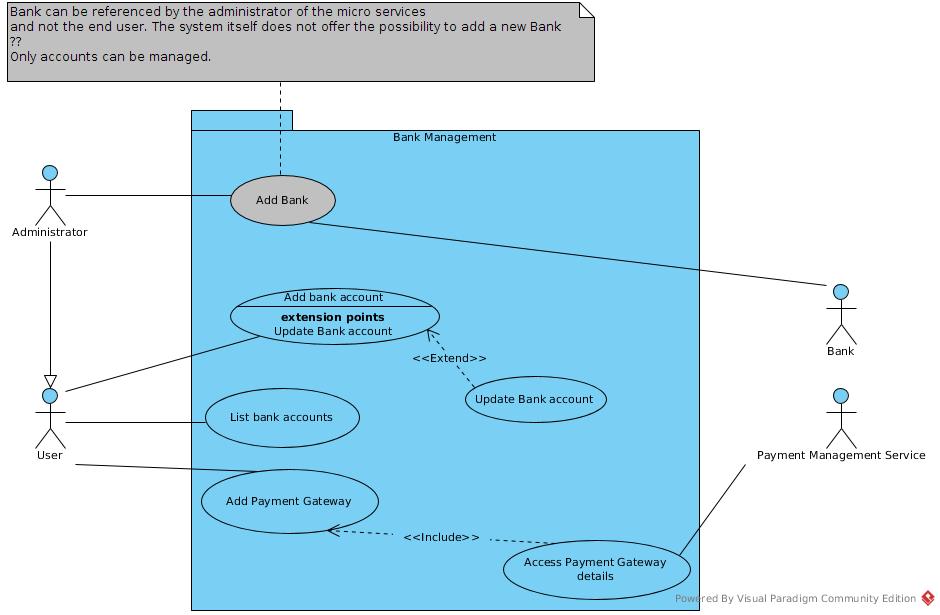 Bank can be referenced by the administrator of the micro services
and not the end user. The system itself does not offer the possibility to add a new Bank
??
Only accounts can be managed.
Bank Management
Add Bank
Administrator
Add bank account
extension points
Update Bank account
Bank
<<Extend>>
Update Bank account
List bank accounts
User
Payment Management Service
Add Payment Gateway
<<Include>>
Access Payment Gateway
details
Powered By Visual Paradigm Community Edition